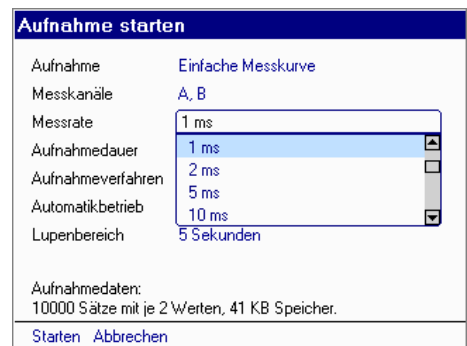 Aufnahme starten
Aufnahme Einfache Messkurve
Messkanäle A, B
Messrate 1 ms
Aufnahmedauer 1 ms
2 ms
Aufnahmeverfahren 5 ms
Automatikbetrieb 10 ms
Lupenbereich 5 Sekunden
Aufnahmedaten:
10000 Sätze mit je 2 Werten, 41 KB Speicher.
Starten Abbrechen